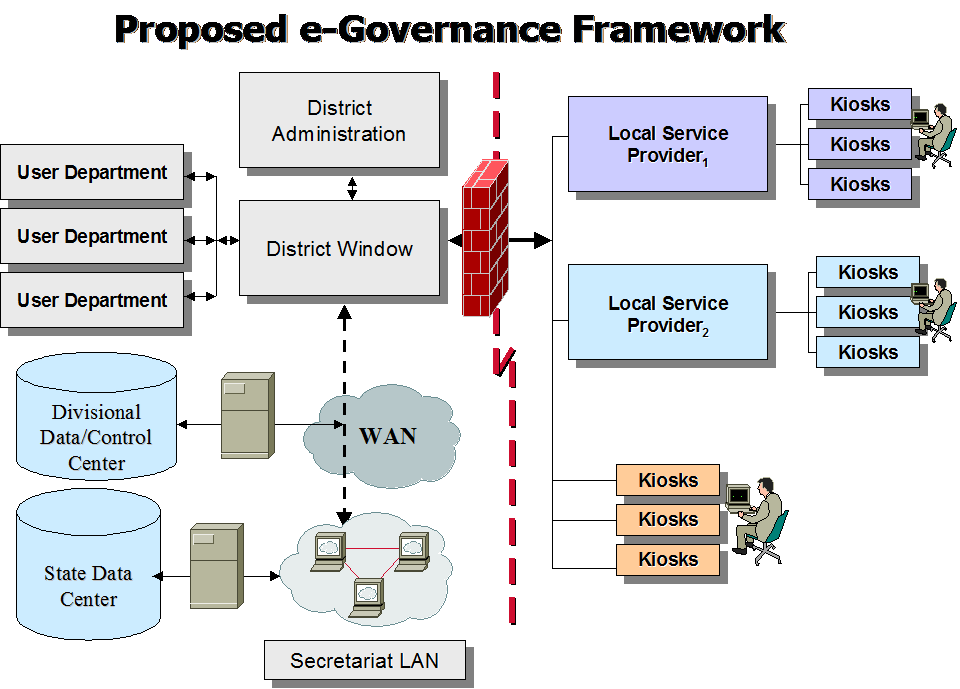 Proposed e-Governance Framework
District
Administration
User Department
User Department
User Department
District Window
Local Service
Provider1
Kiosks
Kiosks
Kiosks
Local Service
Provider2
Kiosks
Kiosks
Kiosks
Divisional
Data/Control
Center
WAN
State Data
Center
Kiosks
Kiosks
Kiosks
Secretariat LAN